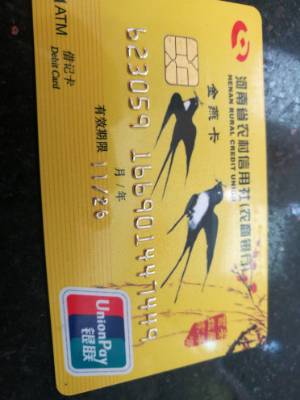 河南省农村信用社(农商银行)
HENAN RURAL CREDIT UNION
金燕卡
ATM
借记卡
Debit Card
623059
月/年
有效期限 11/26
UnionPay
银联